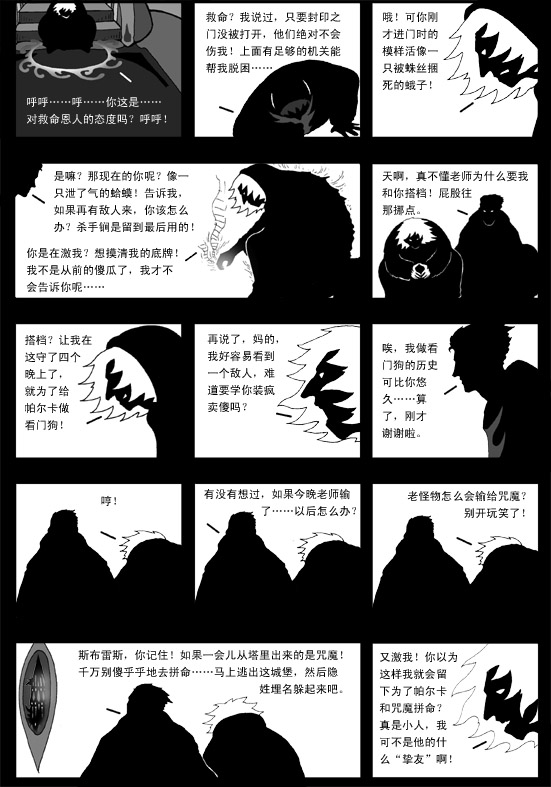 呼呼……呼……你这是……
对救命恩人的态度吗？呼呼！
救命？我说过，只要封印之
门没被打开，他们绝对不会
伤我！上面有足够的机关能
帮我脱困……
哦！可你刚
才进门时的
模样活像一
只被蛛丝捆
死的蛾子！
是嘛？那现在的你呢？像一
只泄了气的蛤蟆！告诉我，
如果再有敌人来，你该怎么
办？杀手锏是留到最后用的！
你是在激我？想摸清我的底牌！
我不是从前的傻瓜了，我才不
会告诉你呢……
天啊，真不懂老师为什么要我
和你搭档！屁股往
那挪点。
搭档？让我在
这守了四个
晚上了，
就为了给
帕尔卡做
看门狗！
再说了，妈的，
我好容易看到
一个敌人，难
道要学你装疯
卖傻吗？
唉，我做看
门狗的历史
可比你悠
久……算
了，刚才
谢谢啦。
哼！
有没有想过，如果今晚老师输
了……以后怎么办？
老怪物怎么会输给咒魔？
别开玩笑了！
斯布雷斯，你记住！如果一会儿从塔里出来的是咒魔！
千万别傻乎乎地去拼命……马上逃出这城堡，然后隐
姓埋名躲起来吧。
又激我！你以为
这样我就会留
下为了帕尔卡
和咒魔拼命？
真是小人，我
可不是他的什
么“挚友”啊！